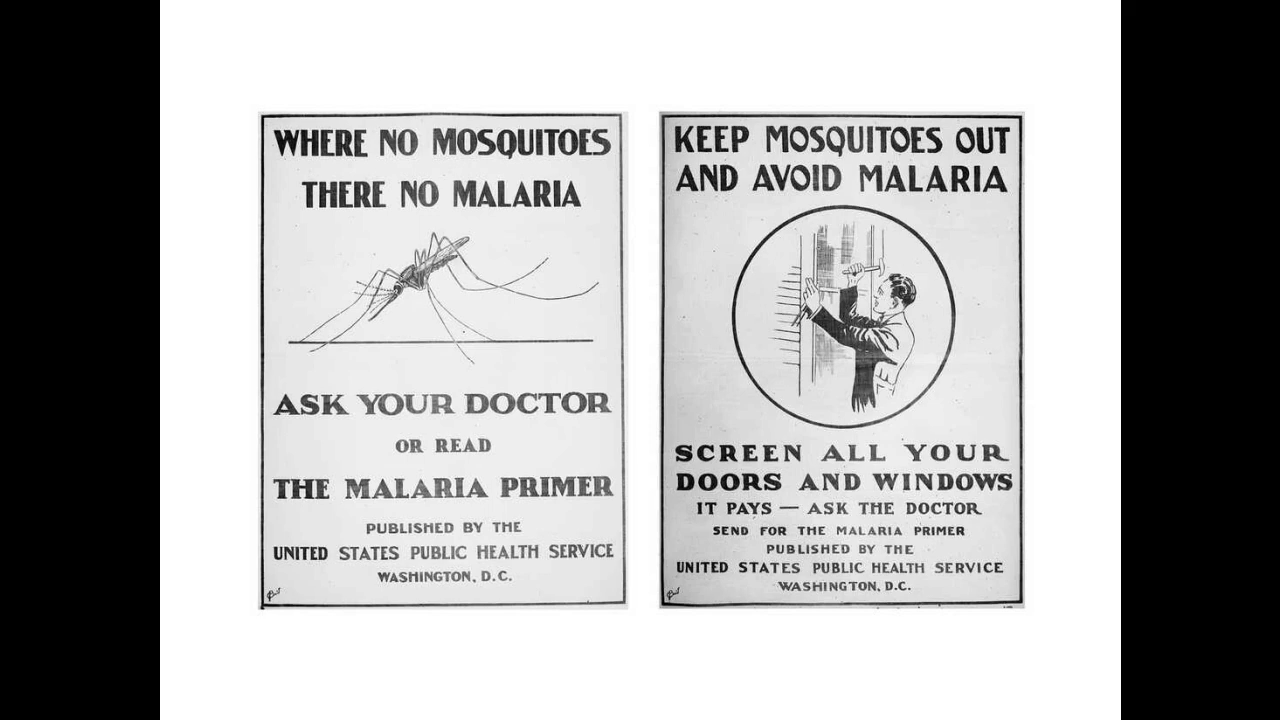 WHERE NO MOSQUITOES
THERE NO MALARIA
ASK YOUR DOCTOR
OR READ
THE MALARIA PRIMER
PUBLISHED BY THE
UNITED STATES PUBLIC HEALTH SERVICE
WASHINGTON, D.C.
KEEP MOSQUITOES OUT
AND AVOID MALARIA
SCREEN ALL YOUR
DOORS AND WINDOWS
IT PAYS — ASK THE DOCTOR
SEND FOR THE MALARIA PRIMER
PUBLISHED BY THE
UNITED STATES PUBLIC HEALTH SERVICE
WASHINGTON, D.C.